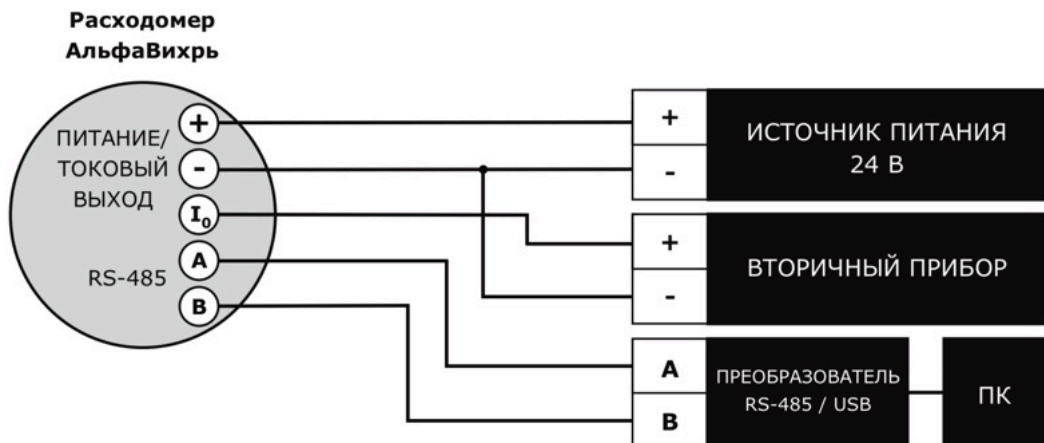 Расходомер
АльфаВихрь
ПИТАНИЕ/
ТОКОВЫЙ
ВЫХОД
RS-485
+
-
I₀
A
B
+
-
ИСТОЧНИК ПИТАНИЯ
24 В
+
-
ВТОРИЧНЫЙ ПРИБОР
A
B
ПРЕОБРАЗОВАТЕЛЬ
RS-485 / USB
ПК